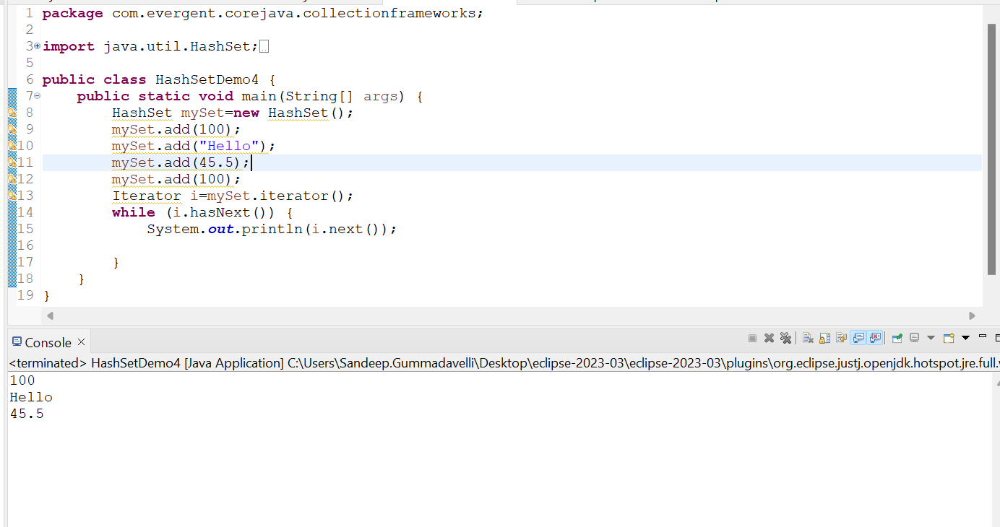 1 package com.evergent.corejava.collectionframeworks;
2
3 import java.util.HashSet;
5
6 public class HashSetDemo4 {
7     public static void main(String[] args) {
8         HashSet mySet=new HashSet();
9         mySet.add(100);
10         mySet.add("Hello");
11         mySet.add(45.5);
12         mySet.add(100);
13         Iterator i=mySet.iterator();
14         while (i.hasNext()) {
15             System.out.println(i.next());
16
17         }
18     }
19 }
Console
<terminated> HashSetDemo4 [Java Application] C:\Users\Sandeep.Gummadavelli\Desktop\eclipse-2023-03\eclipse-2023-03\plugins\org.eclipse.justj.openjdk.hotspot.jre.full.
100
Hello
45.5